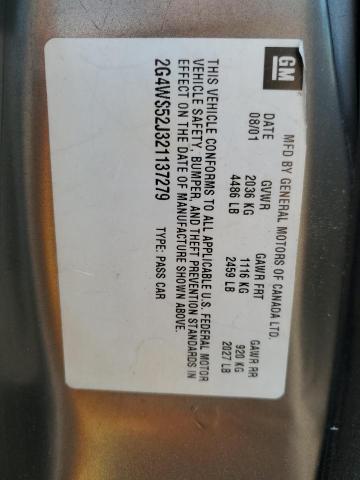 GM
MFD BY GENERAL MOTORS OF CANADA LTD.
DATE GVWR GAWR FRT GAWR RR
08/01 2036 KG 1116 KG 920 KG
4486 LB 2459 LB 2027 LB
THIS VEHICLE CONFORMS TO ALL APPLICABLE U.S. FEDERAL MOTOR
VEHICLE SAFETY, BUMPER, AND THEFT PREVENTION STANDARDS IN
EFFECT ON THE DATE OF MANUFACTURE SHOWN ABOVE.
2G4WS52J321137279 TYPE: PASS CAR